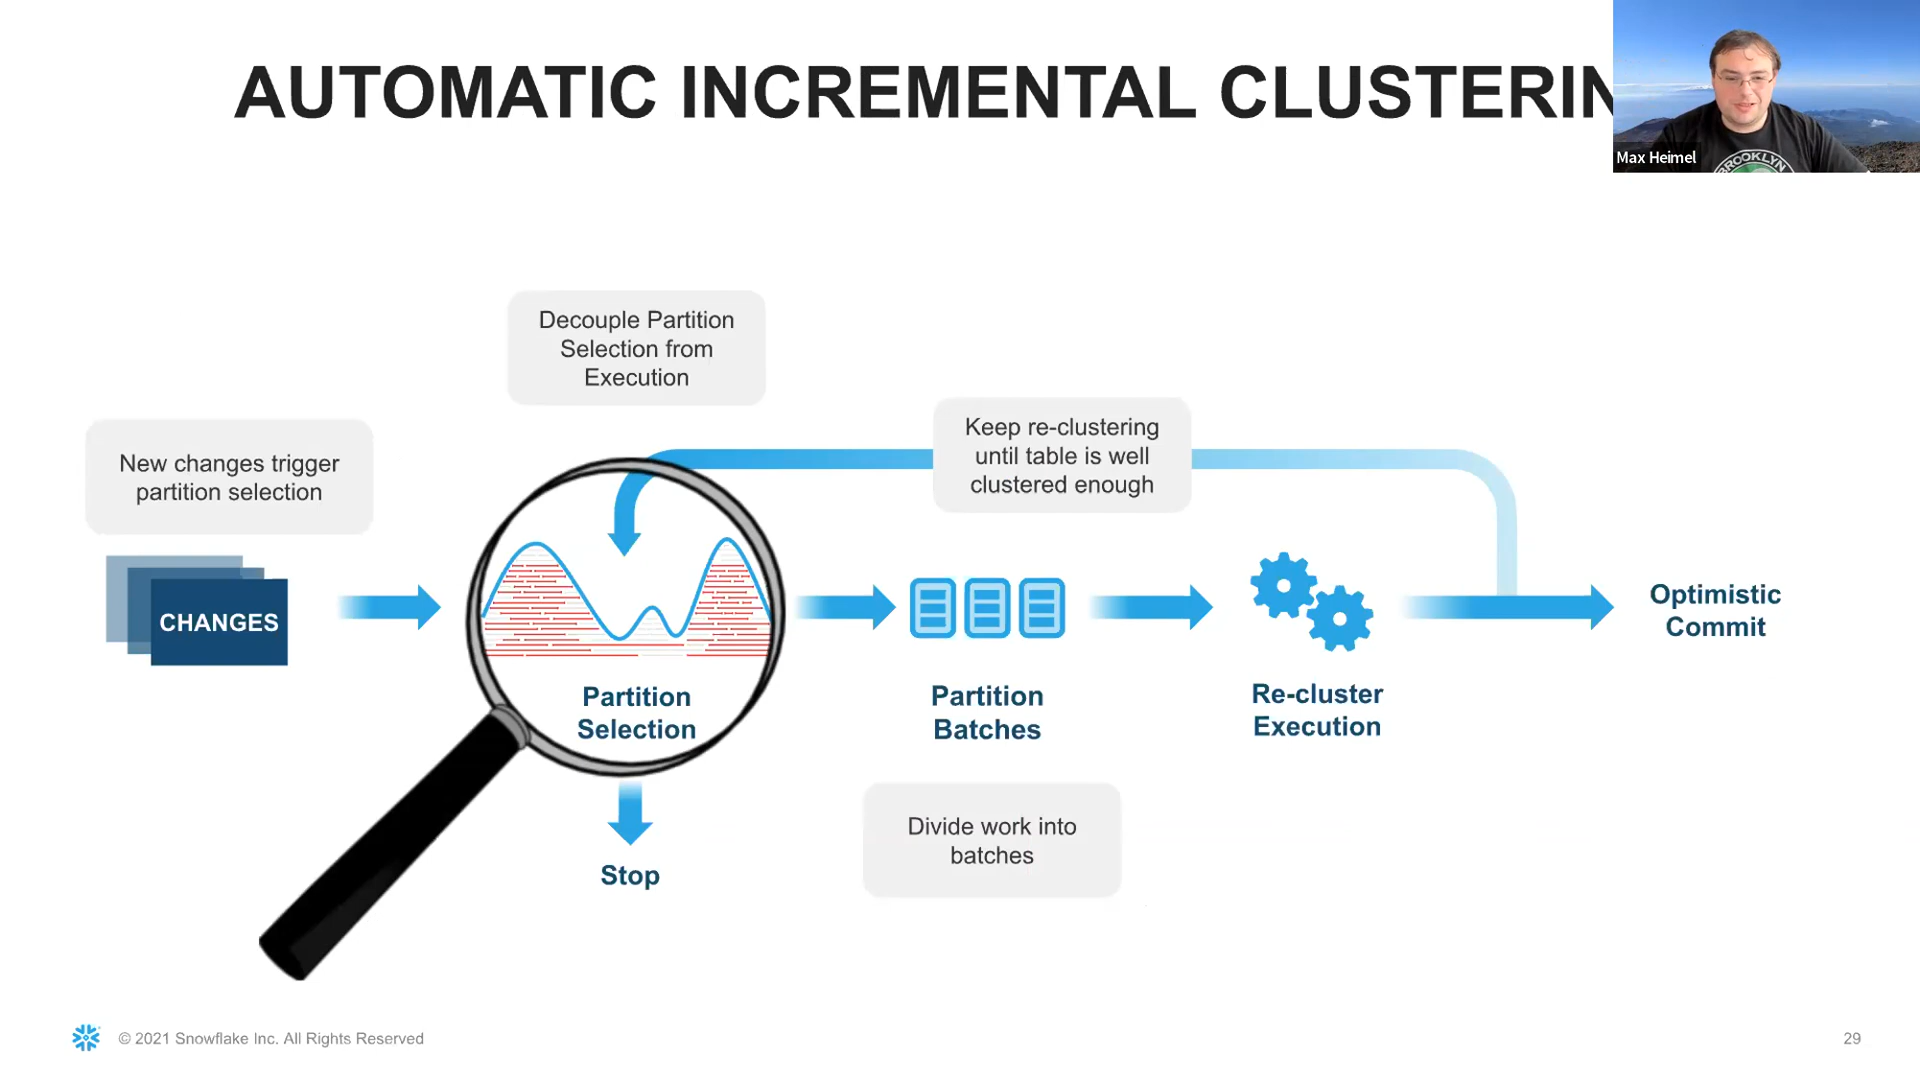 AUTOMATIC INCREMENTAL CLUSTERIN
Max Heimel
BROOKLYN
Decouple Partition
Selection from
Execution
New changes trigger
partition selection
Keep re-clustering
until table is well
clustered enough
CHANGES
Partition
Selection
Partition
Batches
Re-cluster
Execution
Optimistic
Commit
Stop
Divide work into
batches
© 2021 Snowflake Inc. All Rights Reserved
29